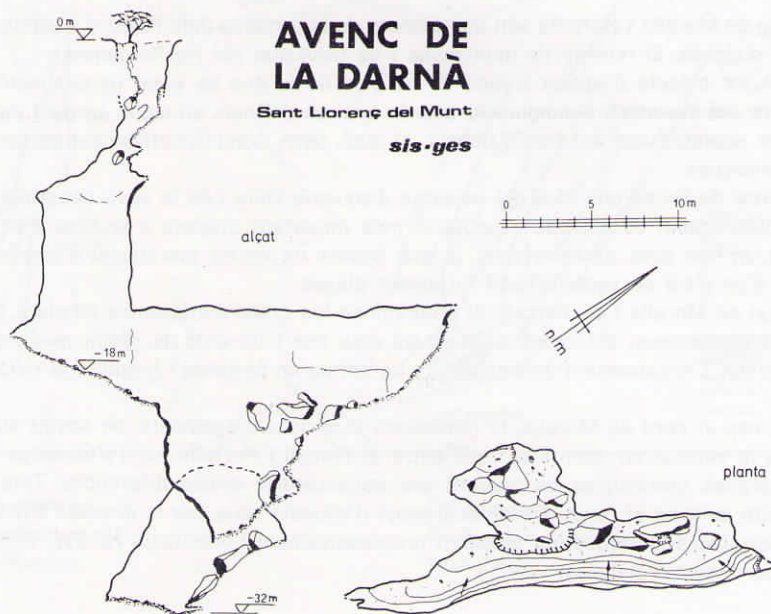 0m
AVENC DE
LA DARNÀ
Sant Llorenç del Munt
sis·ges
0 5 10m
alçat
-18m
planta
-32m